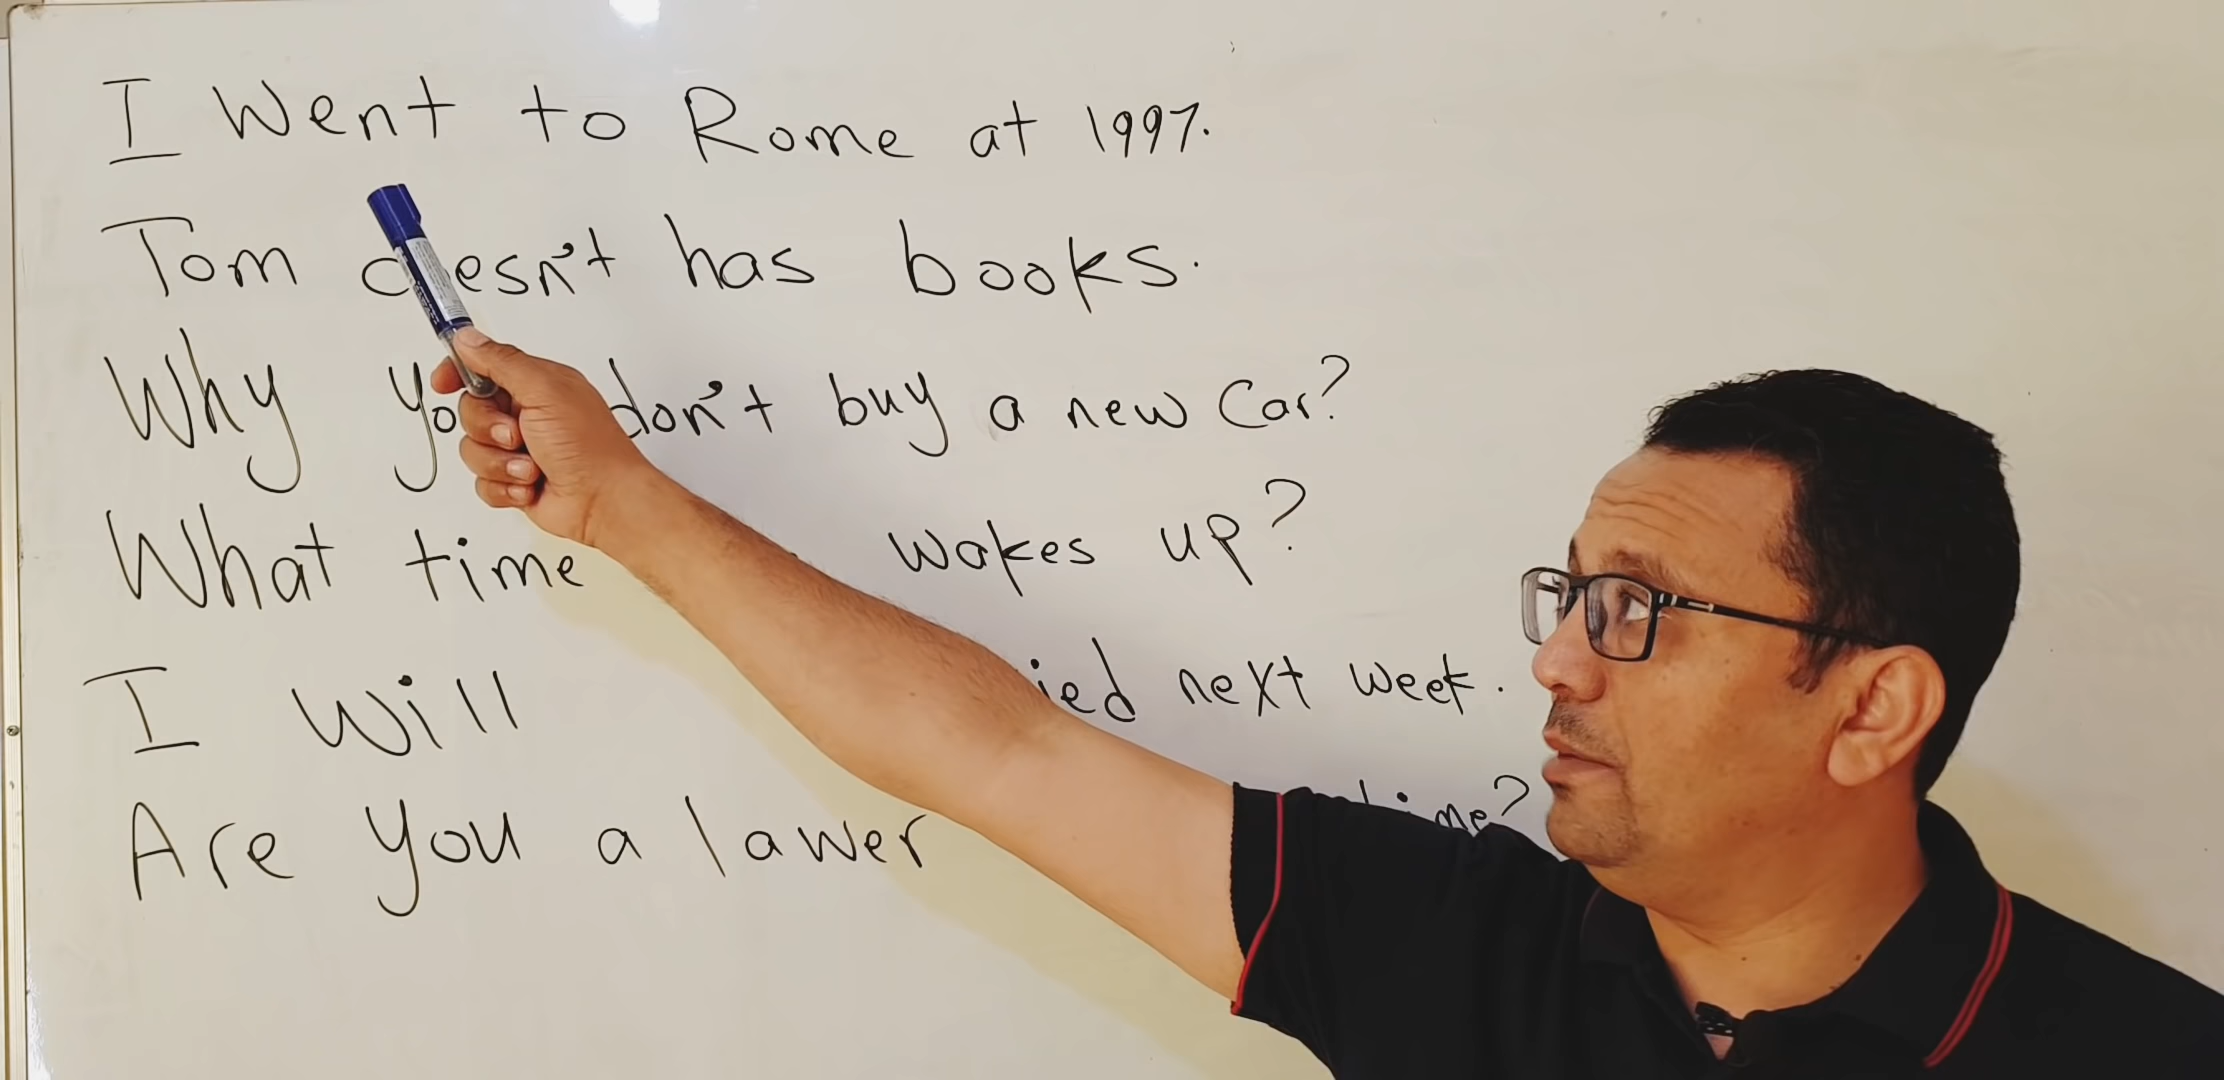 I Went to Rome at 1997.
Tom doesn't has books.
Why you don't buy a new Car?
What time wakes up?
I will next week.
Are you a lawer